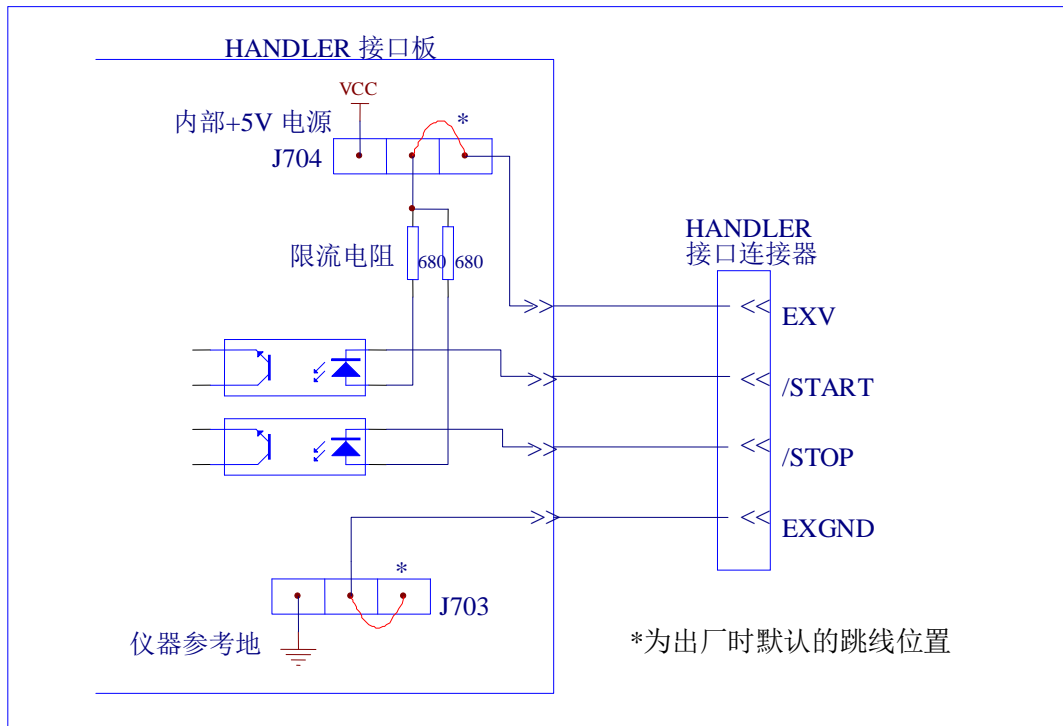 HANDLER 接口板
VCC
内部+5V 电源
*
J704
HANDLER
接口连接器
限流电阻
680 680
EXV
/START
/STOP
EXGND
*
J703
仪器参考地
*为出厂时默认的跳线位置